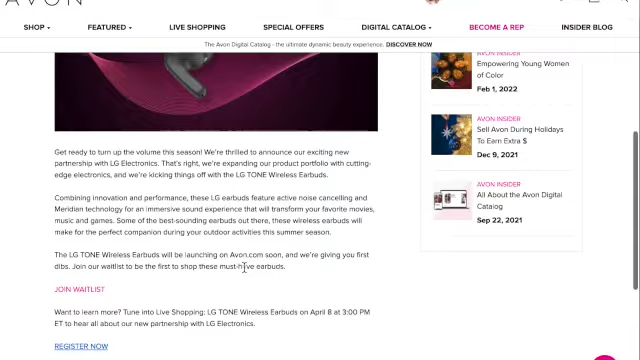 AVON
SHOP
FEATURED
LIVE SHOPPING
SPECIAL OFFERS
DIGITAL CATALOG
BECOME A REP
INSIDER BLOG
The Avon Digital Catalog - the ultimate dynamic beauty experience. DISCOVER NOW
Get ready to turn up the volume this season! We're thrilled to announce our exciting new
partnership with LG Electronics. That's right, we're expanding our product portfolio with cutting-
edge electronics, and we're kicking things off with the LG TONE Wireless Earbuds.
Combining innovation and performance, these LG earbuds feature active noise cancelling and
Meridian technology for an immersive sound experience that will transform your favorite movies,
music and games. Some of the best-sounding earbuds out there, these wireless earbuds will
make for the perfect companion during your outdoor activities this summer season.
The LG TONE Wireless Earbuds will be launching on Avon.com soon, and we're giving you first
dibs. Join our waitlist to be the first to shop these must-have earbuds.
JOIN WAITLIST
Want to learn more? Tune into Live Shopping: LG TONE Wireless Earbuds on April 8 at 3:00 PM
ET to hear all about our new partnership with LG Electronics.
REGISTER NOW
AVON INSIDER
Empowering Young Women
of Color
Feb 1, 2022
AVON INSIDER
Sell Avon During Holidays
To Earn Extra $
Dec 9, 2021
AVON INSIDER
All About the Avon Digital
Catalog
Sep 22, 2021